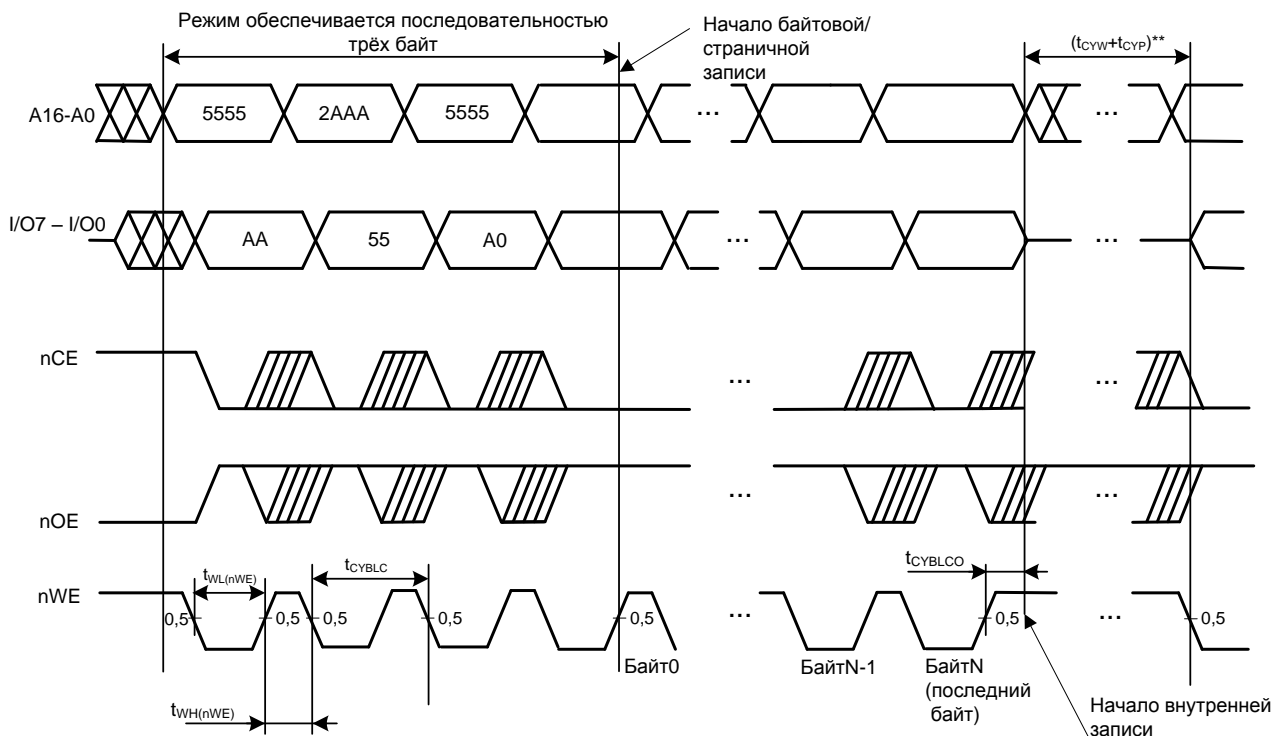 Режим обеспечивается последовательностью
трёх байт
Начало байтовой/
страничной
записи
(tCYW+tCYP)**
A16-A0
5555
2AAA
5555
...
...
I/O7 – I/O0
AA
55
A0
...
...
nCE
...
...
nOE
...
...
tWL(nWE)
tCYBLC
tCYBLCO
nWE
0,5
0,5
0,5
0,5
0,5
...
0,5
...
0,5
Байт0
БайтN-1
БайтN
(последний
байт)
tWH(nWE)
Начало внутренней
записи